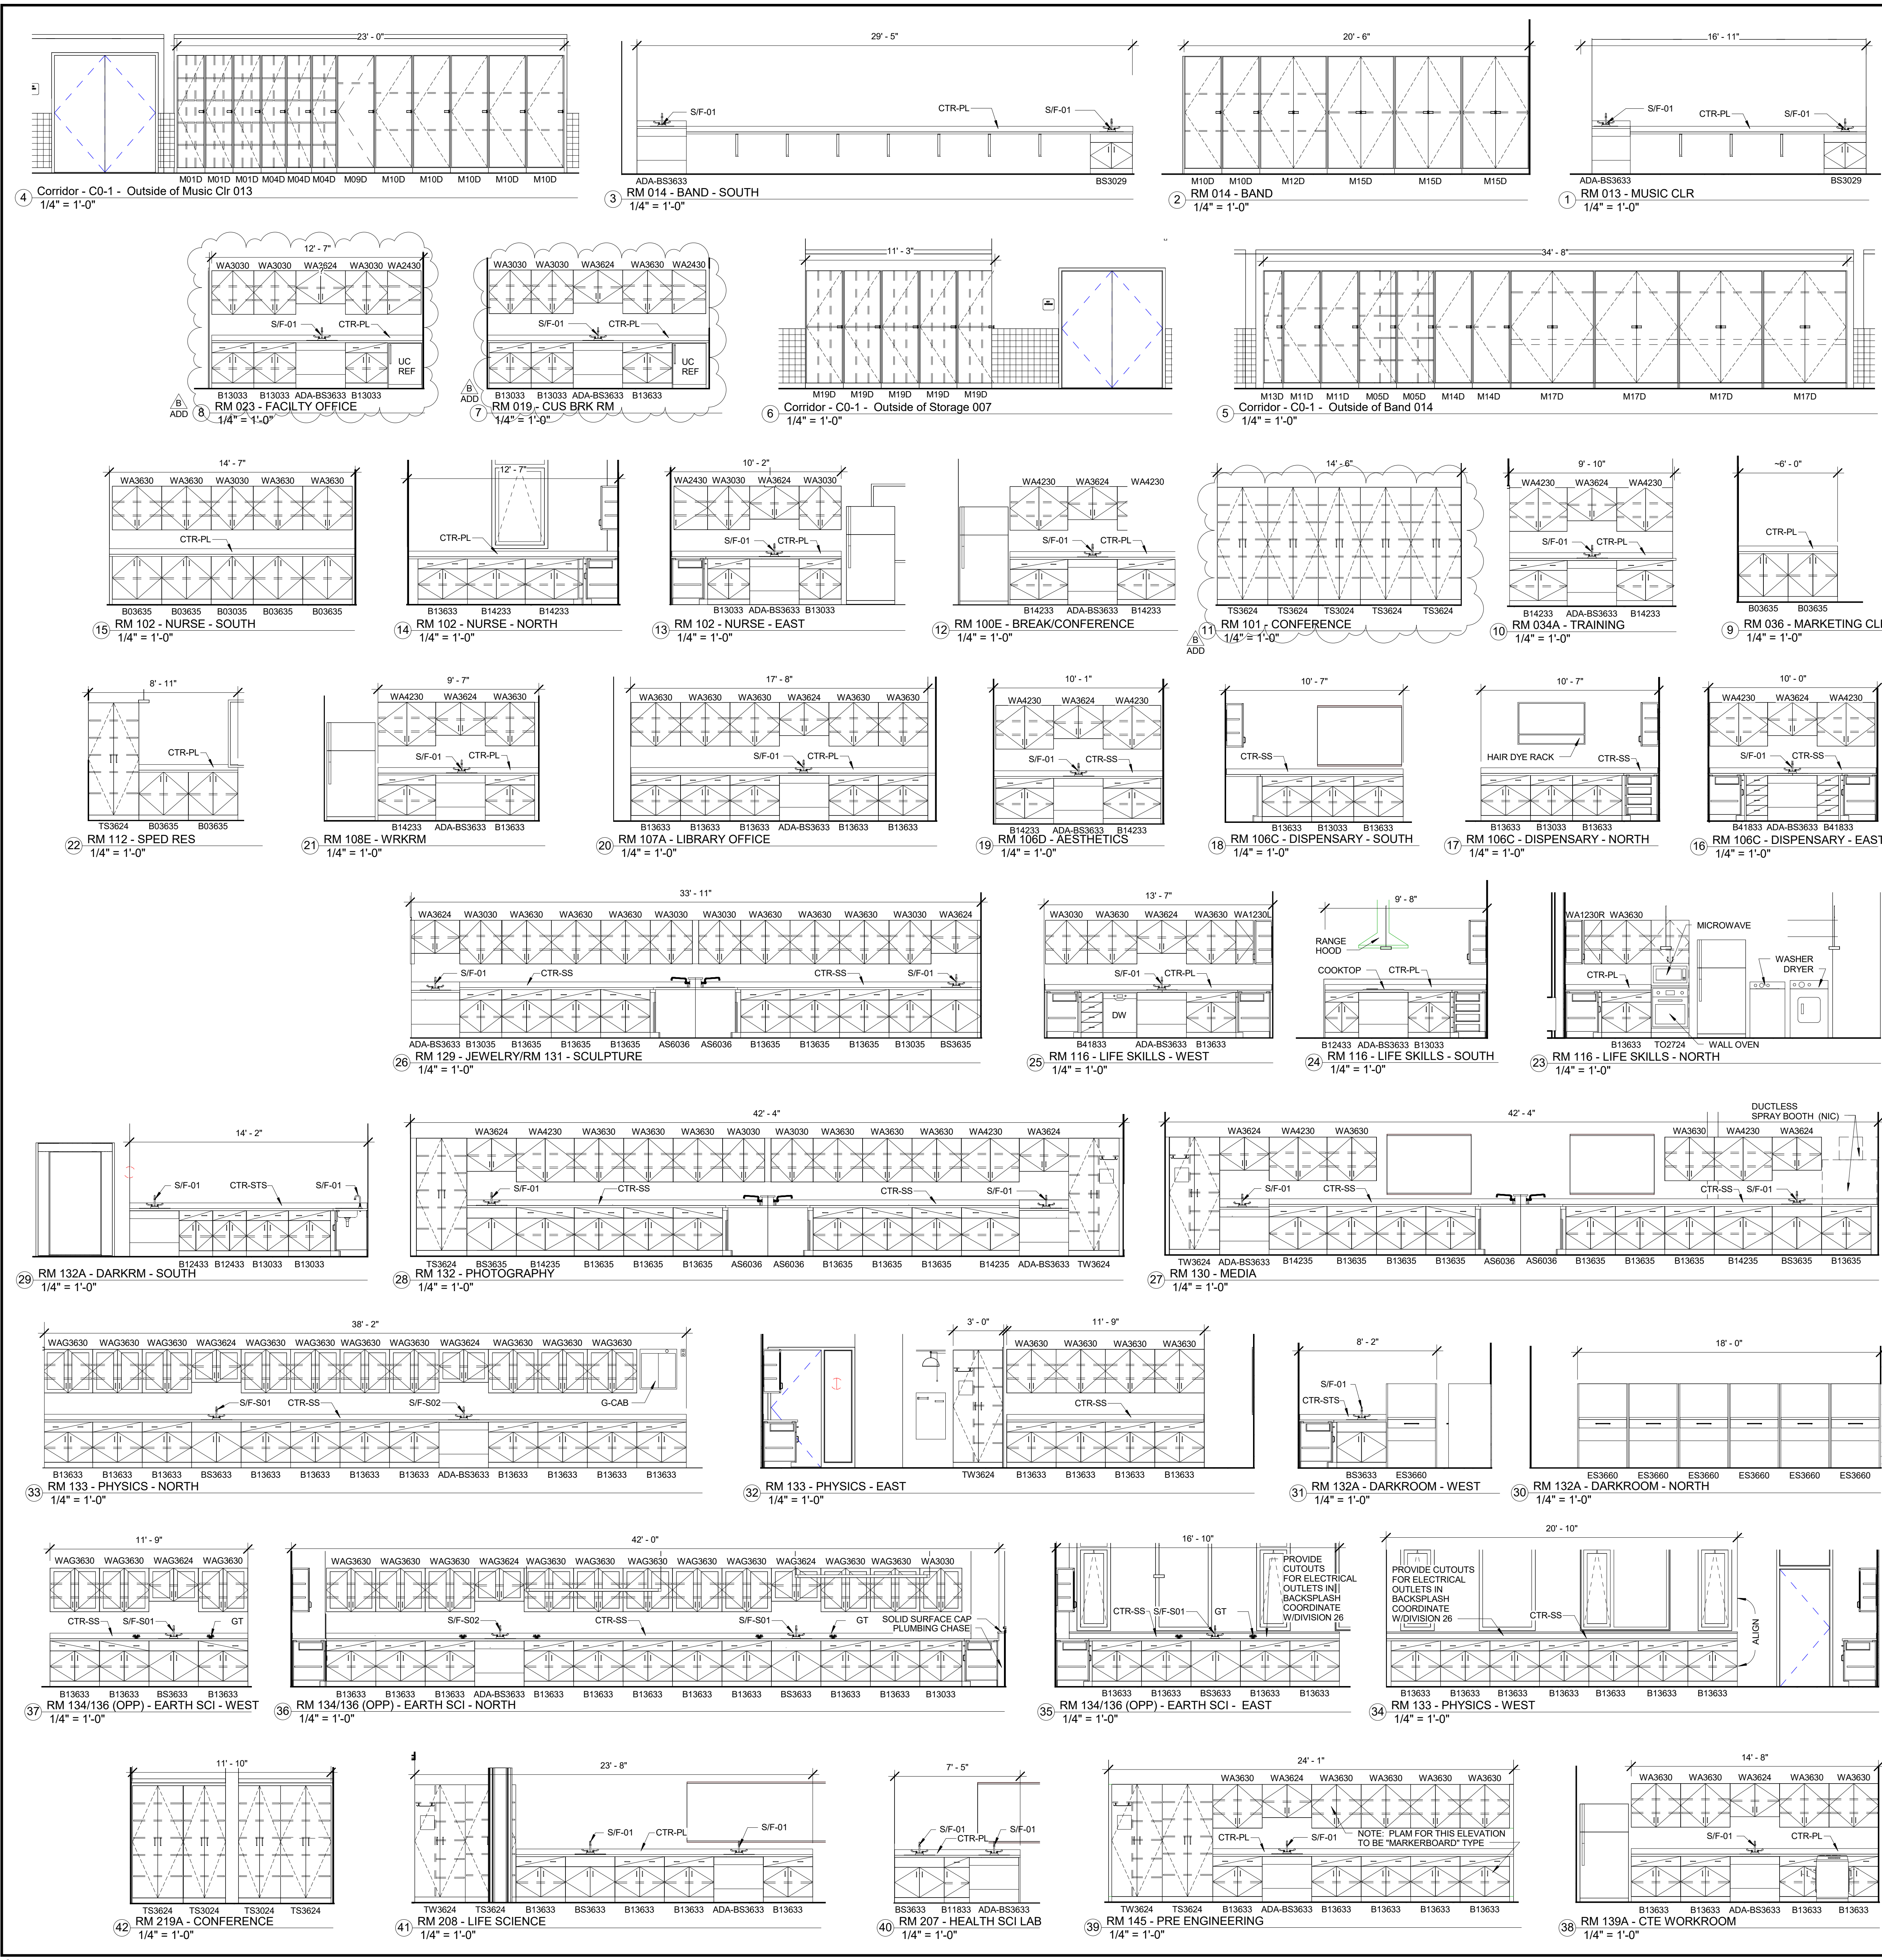 23' - 0"
M01D M01D M01D M04D M04D M04D M09D M10D M10D M10D M10D M10D
4 Corridor - C0-1 - Outside of Music Clr 013
1/4" = 1'-0"
29' - 5"
S/F-01 CTR-PL S/F-01
ADA-BS3633 BS3029
3 RM 014 - BAND - SOUTH
1/4" = 1'-0"
20' - 6"
M10D M10D M12D M15D M15D M15D
2 RM 014 - BAND
1/4" = 1'-0"
16' - 11"
S/F-01 CTR-PL S/F-01
ADA-BS3633 BS3029
1 RM 013 - MUSIC CLR
1/4" = 1'-0"
12' - 7"
WA3030 WA3030 WA3624 WA3030 WA2430
S/F-01 CTR-PL
UC
REF
B13033 B13033 ADA-BS3633 B13033
B
ADD
8 RM 023 - FACILTY OFFICE
1/4" = 1'-0"
12' - 7"
WA3030 WA3030 WA3624 WA3630 WA2430
S/F-01 CTR-PL
UC
REF
B13033 B13033 ADA-BS3633 B13633
B
ADD
7 RM 019 - CUS BRK RM
1/4" = 1'-0"
11' - 3"
M19D M19D M19D M19D M19D
6 Corridor - C0-1 - Outside of Storage 007
1/4" = 1'-0"
34' - 8"
M13D M11D M11D M05D M05D M14D M14D M17D M17D M17D M17D
5 Corridor - C0-1 - Outside of Band 014
1/4" = 1'-0"
14' - 7"
WA3630 WA3630 WA3030 WA3630 WA3630
CTR-PL
B03635 B03635 B03035 B03635 B03635
15 RM 102 - NURSE - SOUTH
1/4" = 1'-0"
12' - 7"
CTR-PL
B13633 B14233 B14233
14 RM 102 - NURSE - NORTH
1/4" = 1'-0"
10' - 2"
WA2430 WA3030 WA3624 WA3030
S/F-01 CTR-PL
B13033 ADA-BS3633 B13033
13 RM 102 - NURSE - EAST
1/4" = 1'-0"
WA4230 WA3624 WA4230
S/F-01 CTR-PL
B14233 ADA-BS3633 B14233
12 RM 100E - BREAK/CONFERENCE
1/4" = 1'-0"
14' - 6"
TS3624 TS3624 TS3024 TS3624 TS3624
B
ADD
11 RM 101 - CONFERENCE
1/4" = 1'-0"
9' - 10"
WA4230 WA3624 WA4230
S/F-01 CTR-PL
B14233 ADA-BS3633 B14233
10 RM 034A - TRAINING
1/4" = 1'-0"
~6' - 0"
CTR-PL
B03635 B03635
9 RM 036 - MARKETING
1/4" = 1'-0"
8' - 11"
CTR-PL
TS3624 B03635 B03635
22 RM 112 - SPED RES
1/4" = 1'-0"
9' - 7"
WA4230 WA3624 WA3630
S/F-01 CTR-PL
B14233 ADA-BS3633 B13633
21 RM 108E - WRKRM
1/4" = 1'-0"
17' - 8"
WA3630 WA3630 WA3630 WA3624 WA3630 WA3630
S/F-01 CTR-PL
B13633 B13633 B13633 ADA-BS3633 B13633 B13633
20 RM 107A - LIBRARY OFFICE
1/4" = 1'-0"
10' - 1"
WA4230 WA3624 WA4230
S/F-01 CTR-SS
B14233 ADA-BS3633 B14233
19 RM 106D - AESTHETICS
1/4" = 1'-0"
10' - 7"
CTR-SS
B13633 B13033 B13633
18 RM 106C - DISPENSARY - SOUTH
1/4" = 1'-0"
10' - 7"
HAIR DYE RACK CTR-SS
B13633 B13033 B13633
17 RM 106C - DISPENSARY - NORTH
1/4" = 1'-0"
10' - 0"
WA4230 WA3624 WA4230
S/F-01 CTR-SS
B41833 ADA-BS3633 B41833
16 RM 106C - DISPENSARY - EAST
1/4" = 1'-0"
33' - 11"
WA3624 WA3030 WA3630 WA3630 WA3630 WA3030 WA3030 WA3630 WA3630 WA3630 WA3030 WA3624
S/F-01 CTR-SS CTR-SS S/F-01
ADA-BS3633 B13035 B13635 B13635 B13635 AS6036 AS6036 B13635 B13635 B13635 B13035 BS3635
26 RM 129 - JEWELRY/RM 131 - SCULPTURE
1/4" = 1'-0"
13' - 7"
WA3030 WA3630 WA3624 WA3630 WA1230L
S/F-01 CTR-PL
DW
B41833 ADA-BS3633 B13633
25 RM 116 - LIFE SKILLS - WEST
1/4" = 1'-0"
9' - 8"
RANGE
HOOD
COOKTOP CTR-PL
B12433 ADA-BS3633 B13033
24 RM 116 - LIFE SKILLS - SOUTH
1/4" = 1'-0"
WA1230R WA3630
MICROWAVE
WASHER
DRYER
CTR-PL
B13633 TO2724 WALL OVEN
23 RM 116 - LIFE SKILLS - NORTH
1/4" = 1'-0"
14' - 2"
S/F-01 CTR-STS S/F-01
B12433 B12433 B13033 B13033
29 RM 132A - DARKRM - SOUTH
1/4" = 1'-0"
42' - 4"
WA3624 WA4230 WA3630 WA3630 WA3630 WA3030 WA3030 WA3630 WA3630 WA3630 WA4230 WA3624
S/F-01 CTR-SS CTR-SS S/F-01
TS3624 BS3635 B14235 B13635 B13635 B13635 AS6036 AS6036 B13635 B13635 B13635 B14235 ADA-BS3633 TW3624
28 RM 132 - PHOTOGRAPHY
1/4" = 1'-0"
42' - 4"
DUCTLESS
SPRAY BOOTH (NIC)
WA3624 WA4230 WA3630 WA3630 WA4230 WA3624
S/F-01 CTR-SS CTR-SS S/F-01
TW3624 ADA-BS3633 B14235 B13635 B13635 B13635 AS6036 AS6036 B13635 B13635 B13635 B14235 BS3635 B13635
27 RM 130 - MEDIA
1/4" = 1'-0"
38' - 2"
WAG3630 WAG3630 WAG3630 WAG3624 WAG3630 WAG3630 WAG3630 WAG3630 WAG3624 WAG3630 WAG3630 WAG3630
S/F-S01 CTR-SS S/F-S02 G-CAB
B13633 B13633 B13633 BS3633 B13633 B13633 B13633 B13633 ADA-BS3633 B13633 B13633 B13633 B13633
33 RM 133 - PHYSICS - NORTH
1/4" = 1'-0"
3' - 0" 11' - 9"
WA3630 WA3630 WA3630 WA3630
CTR-SS
TW3624 B13633 B13633 B13633 B13633
32 RM 133 - PHYSICS - EAST
1/4" = 1'-0"
8' - 2"
S/F-01
CTR-STS
BS3633 ES3660
31 RM 132A - DARKROOM - WEST
1/4" = 1'-0"
18' - 0"
ES3660 ES3660 ES3660 ES3660 ES3660 ES3660
30 RM 132A - DARKROOM - NORTH
1/4" = 1'-0"
11' - 9"
WAG3630 WAG3630 WAG3624 WAG3630
CTR-SS S/F-S01 GT
B13633 B13633 BS3633 B13633
37 RM 134/136 (OPP) - EARTH SCI - WEST
1/4" = 1'-0"
42' - 0"
WAG3630 WAG3630 WAG3630 WAG3624 WAG3630 WAG3630 WAG3630 WAG3630 WAG3630 WAG3624 WAG3630 WAG3630 WA3030
S/F-S02 CTR-SS S/F-S01 GT SOLID SURFACE CAP
PLUMBING CHASE
B13633 B13633 B13633 ADA-BS3633 B13633 B13633 B13633 B13633 B13633 BS3633 B13633 B13633 B13033
36 RM 134/136 (OPP) - EARTH SCI - NORTH
1/4" = 1'-0"
16' - 10"
PROVIDE
CUTOUTS
FOR ELECTRICAL
OUTLETS IN
BACKSPLASH
COORDINATE
W/DIVISION 26
CTR-SS S/F-S01 GT
B13633 B13633 BS3633 B13633 B13633
35 RM 134/136 (OPP) - EARTH SCI - EAST
1/4" = 1'-0"
20' - 10"
PROVIDE CUTOUTS
FOR ELECTRICAL
OUTLETS IN
BACKSPLASH
COORDINATE
W/DIVISION 26
CTR-SS
ALIGN
B13633 B13633 B13633 B13633 B13633 B13633 B13633
34 RM 133 - PHYSICS - WEST
1/4" = 1'-0"
11' - 10"
TS3624 TS3024 TS3024 TS3624
42 RM 219A - CONFERENCE
1/4" = 1'-0"
23' - 8"
S/F-01 CTR-PL S/F-01
TW3624 TS3624 B13633 BS3633 B13633 B13633 ADA-BS3633 B13633
41 RM 208 - LIFE SCIENCE
1/4" = 1'-0"
7' - 5"
S/F-01 CTR-PL S/F-01
BS3633 B11833 ADA-BS3633
40 RM 207 - HEALTH SCI LAB
1/4" = 1'-0"
24' - 1"
WA3630 WA3624 WA3630 WA3630 WA3630 WA3630
CTR-PL S/F-01 NOTE: PLAM FOR THIS ELEVATION
TO BE "MARKERBOARD" TYPE
TW3624 TS3624 B13633 ADA-BS3633 B13633 B13633 B13633 B13633
39 RM 145 - PRE ENGINEERING
1/4" = 1'-0"
14' - 8"
WA3630 WA3630 WA3624 WA3630 WA3630
S/F-01 CTR-PL
B13633 B13633 ADA-BS3633 B13633 B13633
38 RM 139A - CTE WORKROOM
1/4" = 1'-0"